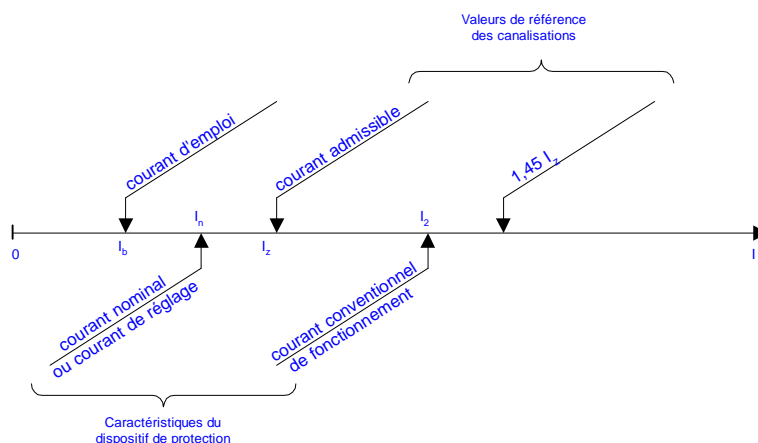 Valeurs de référence
des canalisations
courant d'emploi
courant admissible
1,45 Iz
In
I2
0
Ib
Iz
I
courant nominal
ou courant de réglage
courant conventionnel
de fonctionnement
Caractéristiques du
dispositif de protection